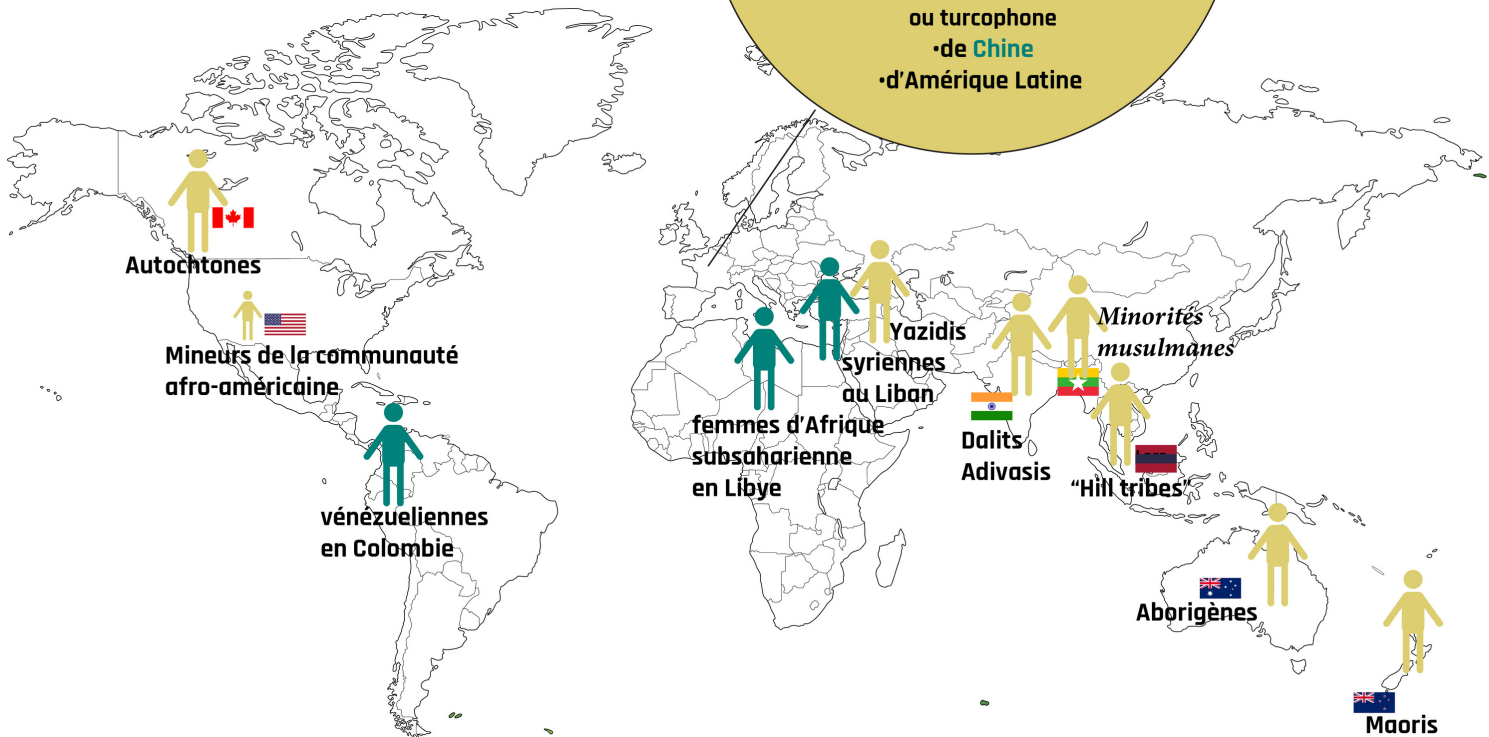 ou turcophone
•de Chine
•d'Amérique Latine
Autochtones
Mineurs de la communauté
afro-américaine
vénézueliennes
en Colombie
Yazidis
syriennes
au Liban
femmes d'Afrique
subsaharienne
en Libye
Minorités
musulmanes
Dalits
Adivasis
"Hill tribes"
Aborigènes
Maoris